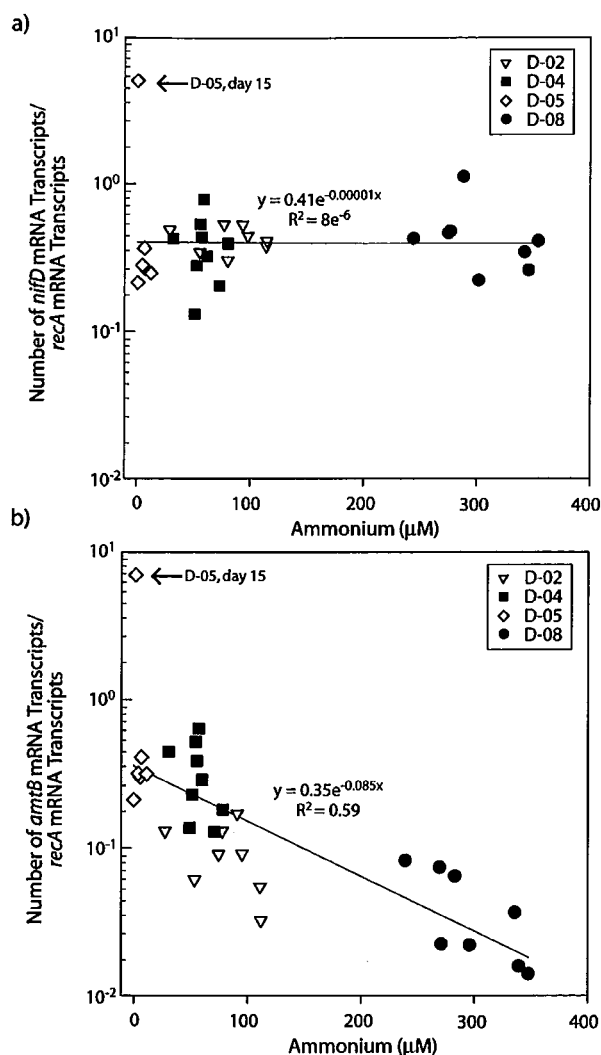 a)
10¹
10⁰
10⁻¹
10⁻²
Number of nifD mRNA Transcripts/
recA mRNA Transcripts
D-05, day 15
▽ D-02
■ D-04
◇ D-05
● D-08
y = 0.41e⁻⁰·⁰⁰⁰⁰¹ˣ
R² = 8e⁻⁶
0 100 200 300 400
Ammonium (μM)
b)
10¹
10⁰
10⁻¹
10⁻²
Number of amtB mRNA Transcripts/
recA mRNA Transcripts
D-05, day 15
▽ D-02
■ D-04
◇ D-05
● D-08
y = 0.35e⁻⁰·⁰⁸⁵ˣ
R² = 0.59
0 100 200 300 400
Ammonium (μM)